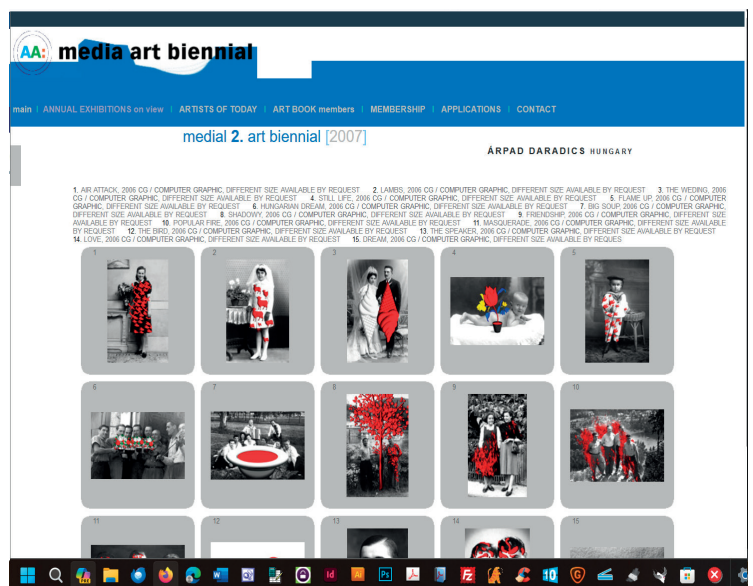 AA:
media art biennial
main | ANNUAL EXHIBITIONS on view | ARTISTS OF TODAY | ART BOOK members | MEMBERSHIP | APPLICATIONS | CONTACT
medial 2. art biennial [2007]
ÁRPAD DARADICS HUNGARY
1. AIR ATTACK, 2006 CG / COMPUTER GRAPHIC, DIFFERENT SIZE AVAILABLE BY REQUEST 2. LAMBS, 2006 CG / COMPUTER GRAPHIC, DIFFERENT SIZE AVAILABLE BY REQUEST 3. THE WEDING, 2006
CG / COMPUTER GRAPHIC, DIFFERENT SIZE AVAILABLE BY REQUEST 4. STILL LIFE, 2006 CG / COMPUTER GRAPHIC, DIFFERENT SIZE AVAILABLE BY REQUEST 5. FLAME UP, 2006 CG / COMPUTER
GRAPHIC, DIFFERENT SIZE AVAILABLE BY REQUEST 6. HUNGARIAN DREAM, 2006 CG / COMPUTER GRAPHIC, DIFFERENT SIZE AVAILABLE BY REQUEST 7. BIG SOUP, 2006 CG / COMPUTER GRAPHIC,
DIFFERENT SIZE AVAILABLE BY REQUEST 8. SHADOWY, 2006 CG / COMPUTER GRAPHIC, DIFFERENT SIZE AVAILABLE BY REQUEST 9. FRIENDSHIP, 2006 CG / COMPUTER GRAPHIC, DIFFERENT SIZE
AVAILABLE BY REQUEST 10. POPULAR FIRE, 2006 CG / COMPUTER GRAPHIC, DIFFERENT SIZE AVAILABLE BY REQUEST 11. MASQUERADE, 2006 CG / COMPUTER GRAPHIC, DIFFERENT SIZE AVAILABLE
BY REQUEST 12. THE BIRD, 2006 CG / COMPUTER GRAPHIC, DIFFERENT SIZE AVAILABLE BY REQUEST 13. THE SPEAKER, 2006 CG / COMPUTER GRAPHIC, DIFFERENT SIZE AVAILABLE BY REQUEST
14. LOVE, 2006 CG / COMPUTER GRAPHIC, DIFFERENT SIZE AVAILABLE BY REQUEST 15. DREAM, 2006 CG / COMPUTER GRAPHIC, DIFFERENT SIZE AVAILABLE BY REQUES
1 2 3 4 5
6 7 8 9 10
11 12 13 14 15
Id Ai Ps FZ 10 G